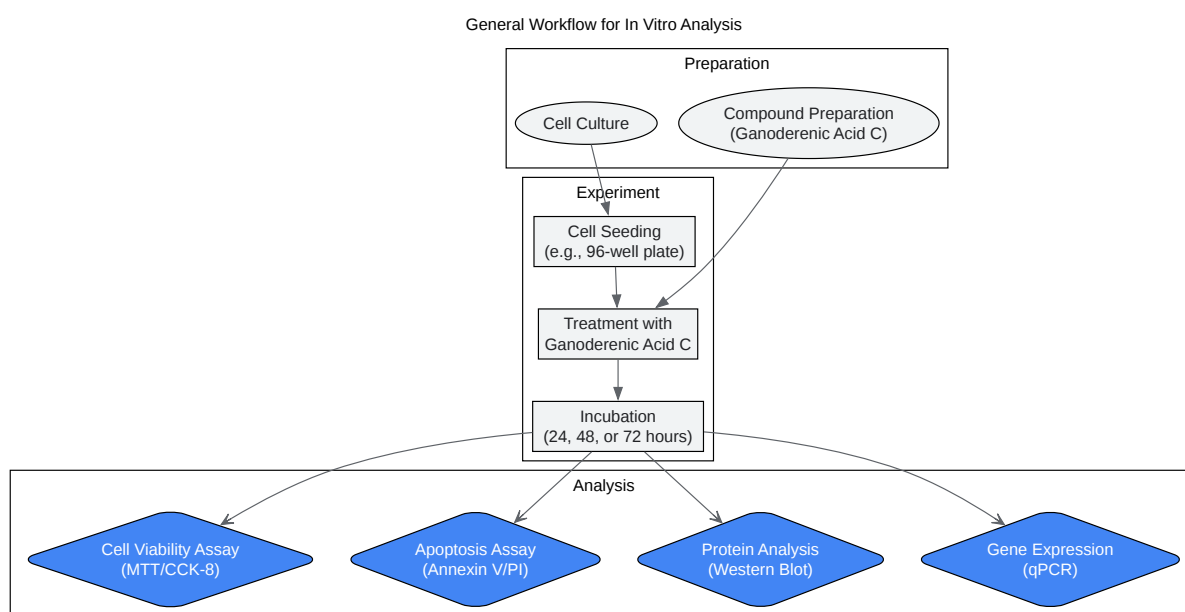 General Workflow for In Vitro Analysis
Preparation
Cell Culture
Compound Preparation
(Ganoderenic Acid C)
Experiment
Cell Seeding
(e.g., 96-well plate)
Treatment with
Ganoderenic Acid C
Incubation
(24, 48, or 72 hours)
Analysis
Cell Viability Assay
(MTT/CCK-8)
Apoptosis Assay
(Annexin V/PI)
Protein Analysis
(Western Blot)
Gene Expression
(qPCR)